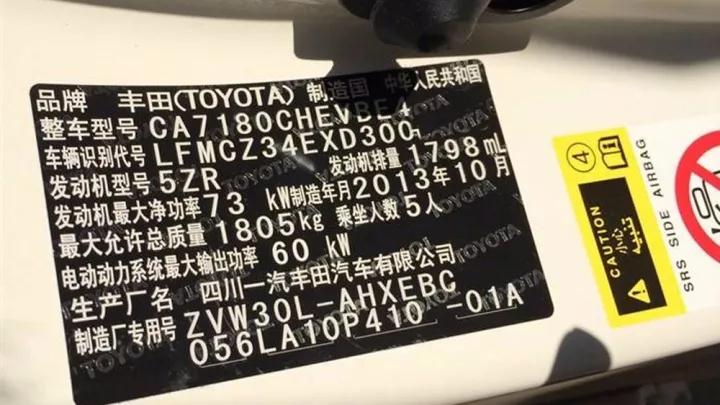 品牌 丰田(TOYOTA) 制造国 中华人民共和国
整车型号 CA7180CHEVBE4
车辆识别代号 LFMCZ34EXD300
发动机型号 5ZR 发动机排量 1798 mL
发动机最大净功率 73 kW 制造年月 2013年10月
最大允许总质量 1805kg 乘坐人数 5人
电动动力系统最大输出功率 60 kW
生产厂名 四川一汽丰田汽车有限公司
制造厂专用号 ZVW30L-AHXEBC
056LA10P410 -01A
4
CAUTION
小心
تنبيه
SRS SIDE AIRBAG